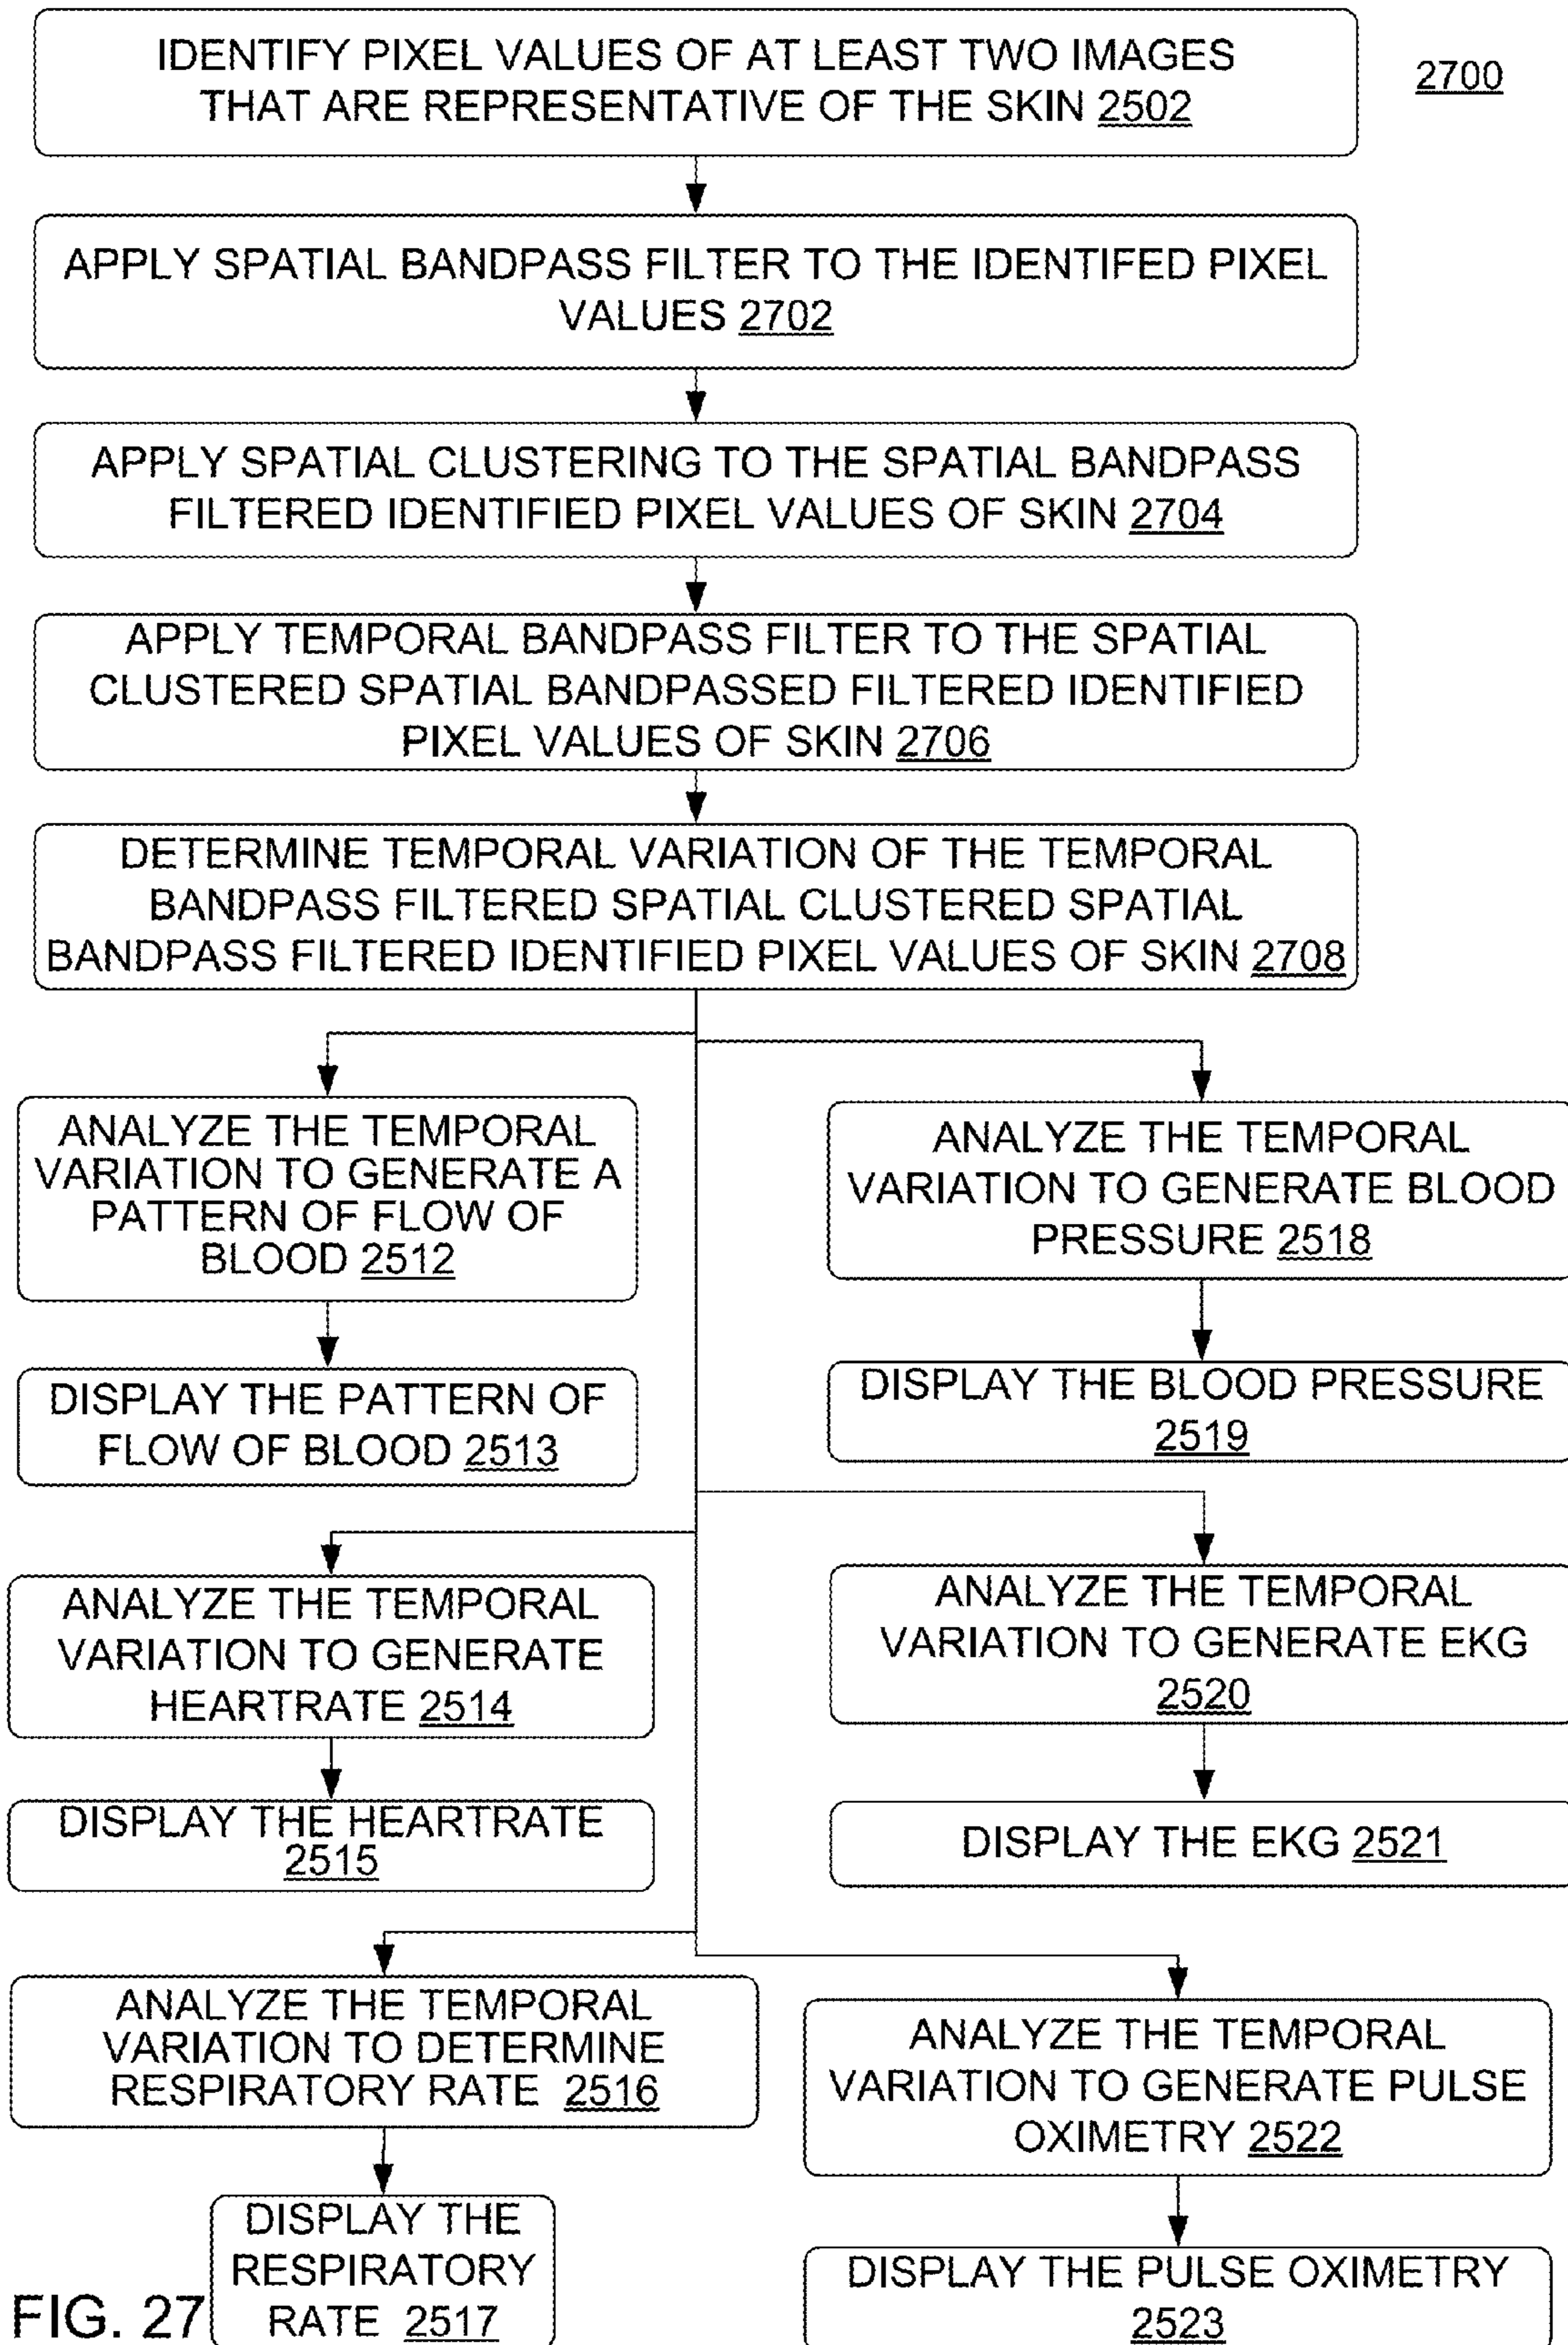 IDENTIFY PIXEL VALUES OF AT LEAST TWO IMAGES
THAT ARE REPRESENTATIVE OF THE SKIN 2502
2700
APPLY SPATIAL BANDPASS FILTER TO THE IDENTIFED PIXEL
VALUES 2702
APPLY SPATIAL CLUSTERING TO THE SPATIAL BANDPASS
FILTERED IDENTIFIED PIXEL VALUES OF SKIN 2704
APPLY TEMPORAL BANDPASS FILTER TO THE SPATIAL
CLUSTERED SPATIAL BANDPASSED FILTERED IDENTIFIED
PIXEL VALUES OF SKIN 2706
DETERMINE TEMPORAL VARIATION OF THE TEMPORAL
BANDPASS FILTERED SPATIAL CLUSTERED SPATIAL
BANDPASS FILTERED IDENTIFIED PIXEL VALUES OF SKIN 2708
ANALYZE THE TEMPORAL
VARIATION TO GENERATE A
PATTERN OF FLOW OF
BLOOD 2512
ANALYZE THE TEMPORAL
VARIATION TO GENERATE BLOOD
PRESSURE 2518
DISPLAY THE PATTERN OF
FLOW OF BLOOD 2513
DISPLAY THE BLOOD PRESSURE
2519
ANALYZE THE TEMPORAL
VARIATION TO GENERATE
HEARTRATE 2514
ANALYZE THE TEMPORAL
VARIATION TO GENERATE EKG
2520
DISPLAY THE HEARTRATE
2515
DISPLAY THE EKG 2521
ANALYZE THE TEMPORAL
VARIATION TO DETERMINE
RESPIRATORY RATE 2516
ANALYZE THE TEMPORAL
VARIATION TO GENERATE PULSE
OXIMETRY 2522
DISPLAY THE
RESPIRATORY
RATE 2517
DISPLAY THE PULSE OXIMETRY
2523
FIG. 27